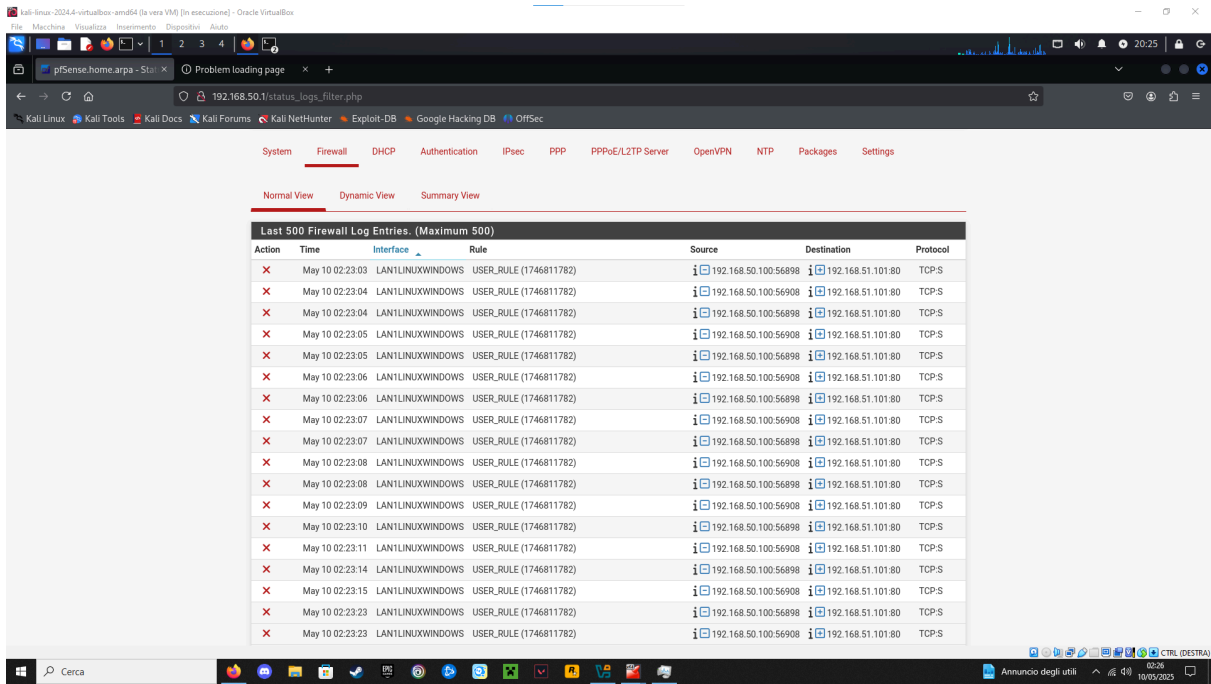 kali-linux-2024.4-virtualbox-amd64 (la vera VM) [In esecuzione] - Oracle VirtualBox
File Macchina Visualizza Inserimento Dispositivi Aiuto
1 2 3 4 20:25
pfSense.home.arpa - Stat Problem loading page
192.168.50.1/status_logs_filter.php
Kali Linux Kali Tools Kali Docs Kali Forums Kali NetHunter Exploit-DB Google Hacking DB OffSec
System Firewall DHCP Authentication IPsec PPP PPPoE/L2TP Server OpenVPN NTP Packages Settings
Normal View Dynamic View Summary View
Last 500 Firewall Log Entries. (Maximum 500)
Action Time Interface Rule Source Destination Protocol
May 10 02:23:03 LAN1LINUXWINDOWS USER_RULE (1746811782) 192.168.50.100:56898 192.168.51.101:80 TCP:S
May 10 02:23:04 LAN1LINUXWINDOWS USER_RULE (1746811782) 192.168.50.100:56908 192.168.51.101:80 TCP:S
May 10 02:23:04 LAN1LINUXWINDOWS USER_RULE (1746811782) 192.168.50.100:56898 192.168.51.101:80 TCP:S
May 10 02:23:05 LAN1LINUXWINDOWS USER_RULE (1746811782) 192.168.50.100:56908 192.168.51.101:80 TCP:S
May 10 02:23:05 LAN1LINUXWINDOWS USER_RULE (1746811782) 192.168.50.100:56898 192.168.51.101:80 TCP:S
May 10 02:23:06 LAN1LINUXWINDOWS USER_RULE (1746811782) 192.168.50.100:56908 192.168.51.101:80 TCP:S
May 10 02:23:06 LAN1LINUXWINDOWS USER_RULE (1746811782) 192.168.50.100:56898 192.168.51.101:80 TCP:S
May 10 02:23:07 LAN1LINUXWINDOWS USER_RULE (1746811782) 192.168.50.100:56908 192.168.51.101:80 TCP:S
May 10 02:23:07 LAN1LINUXWINDOWS USER_RULE (1746811782) 192.168.50.100:56898 192.168.51.101:80 TCP:S
May 10 02:23:08 LAN1LINUXWINDOWS USER_RULE (1746811782) 192.168.50.100:56908 192.168.51.101:80 TCP:S
May 10 02:23:08 LAN1LINUXWINDOWS USER_RULE (1746811782) 192.168.50.100:56898 192.168.51.101:80 TCP:S
May 10 02:23:09 LAN1LINUXWINDOWS USER_RULE (1746811782) 192.168.50.100:56908 192.168.51.101:80 TCP:S
May 10 02:23:10 LAN1LINUXWINDOWS USER_RULE (1746811782) 192.168.50.100:56898 192.168.51.101:80 TCP:S
May 10 02:23:11 LAN1LINUXWINDOWS USER_RULE (1746811782) 192.168.50.100:56908 192.168.51.101:80 TCP:S
May 10 02:23:14 LAN1LINUXWINDOWS USER_RULE (1746811782) 192.168.50.100:56898 192.168.51.101:80 TCP:S
May 10 02:23:15 LAN1LINUXWINDOWS USER_RULE (1746811782) 192.168.50.100:56908 192.168.51.101:80 TCP:S
May 10 02:23:23 LAN1LINUXWINDOWS USER_RULE (1746811782) 192.168.50.100:56898 192.168.51.101:80 TCP:S
May 10 02:23:23 LAN1LINUXWINDOWS USER_RULE (1746811782) 192.168.50.100:56908 192.168.51.101:80 TCP:S
CTRL (DESTRA)
Cerca Annuncio degli utili 02:26
10/05/2025